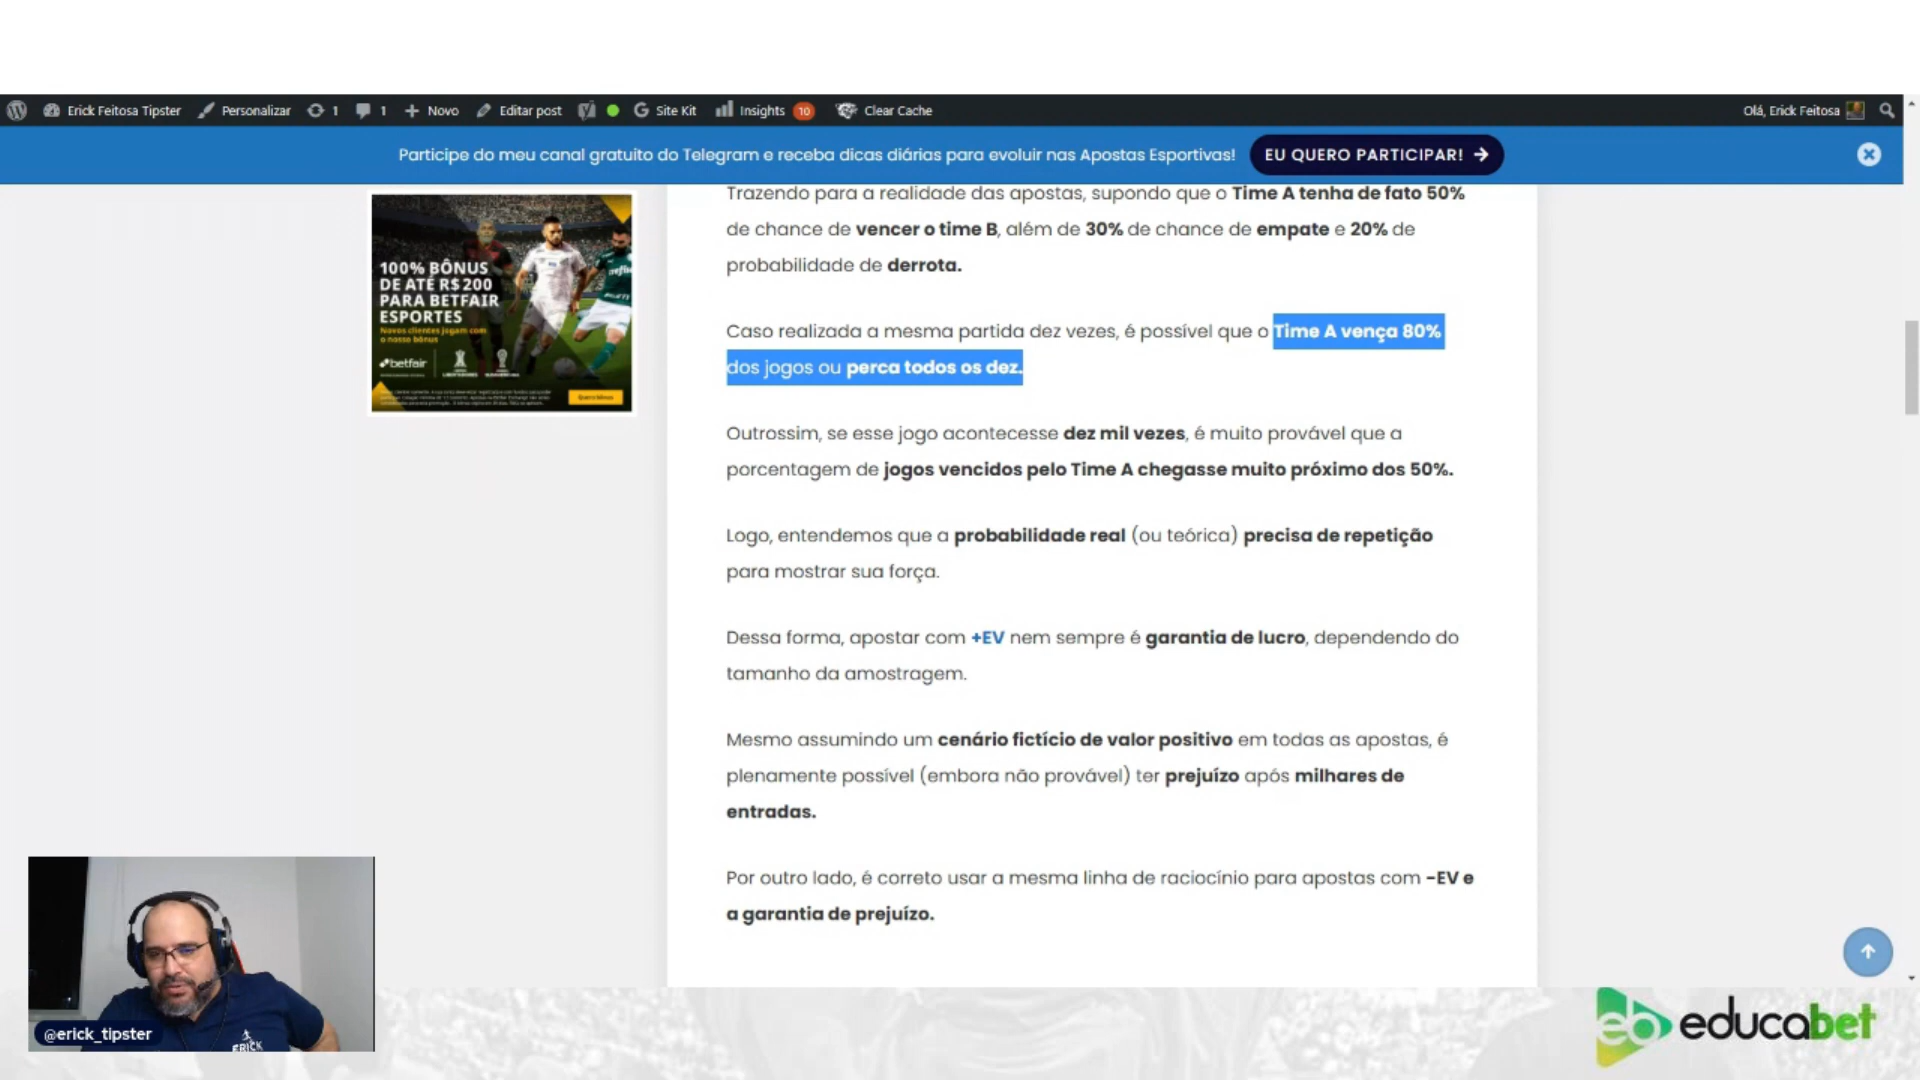 Erick Feitosa Tipster Personalizar 1 1 Novo Editar post Site Kit Insights 10 Clear Cache Olá, Erick Feitosa
Participe do meu canal gratuito do Telegram e receba dicas diárias para evoluir nas Apostas Esportivas! EU QUERO PARTICIPAR!
100% BÔNUS
DE ATÉ R$200
PARA BETFAIR
ESPORTES
Novos clientes jogam com
o nosso bônus
betfair
Trazendo para a realidade das apostas, supondo que o Time A tenha de fato 50%
de chance de vencer o time B, além de 30% de chance de empate e 20% de
probabilidade de derrota.
Caso realizada a mesma partida dez vezes, é possível que o Time A vença 80%
dos jogos ou perca todos os dez.
Outrossim, se esse jogo acontecesse dez mil vezes, é muito provável que a
porcentagem de jogos vencidos pelo Time A chegasse muito próximo dos 50%.
Logo, entendemos que a probabilidade real (ou teórica) precisa de repetição
para mostrar sua força.
Dessa forma, apostar com +EV nem sempre é garantia de lucro, dependendo do
tamanho da amostragem.
Mesmo assumindo um cenário fictício de valor positivo em todas as apostas, é
plenamente possível (embora não provável) ter prejuízo após milhares de
entradas.
Por outro lado, é correto usar a mesma linha de raciocínio para apostas com -EV e
a garantia de prejuízo.
@erick_tipster
ERICK
eb educabet